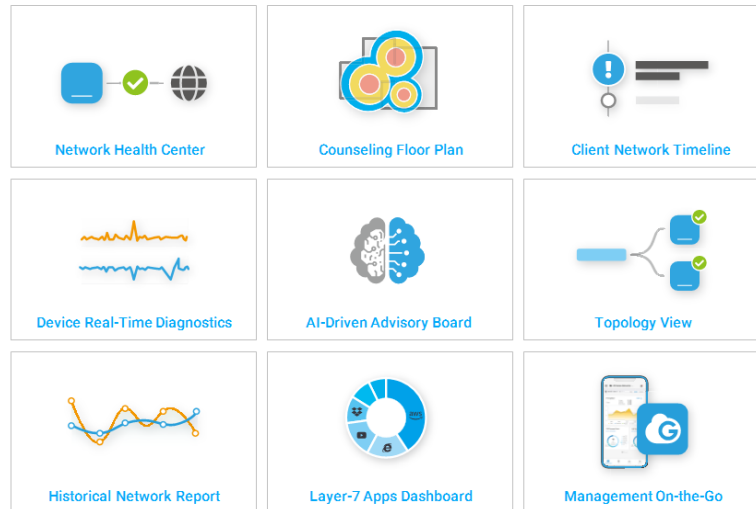 Network Health Center
Counseling Floor Plan
Client Network Timeline
Device Real-Time Diagnostics
AI-Driven Advisory Board
Topology View
aws
Historical Network Report
Layer-7 Apps Dashboard
Management On-the-Go